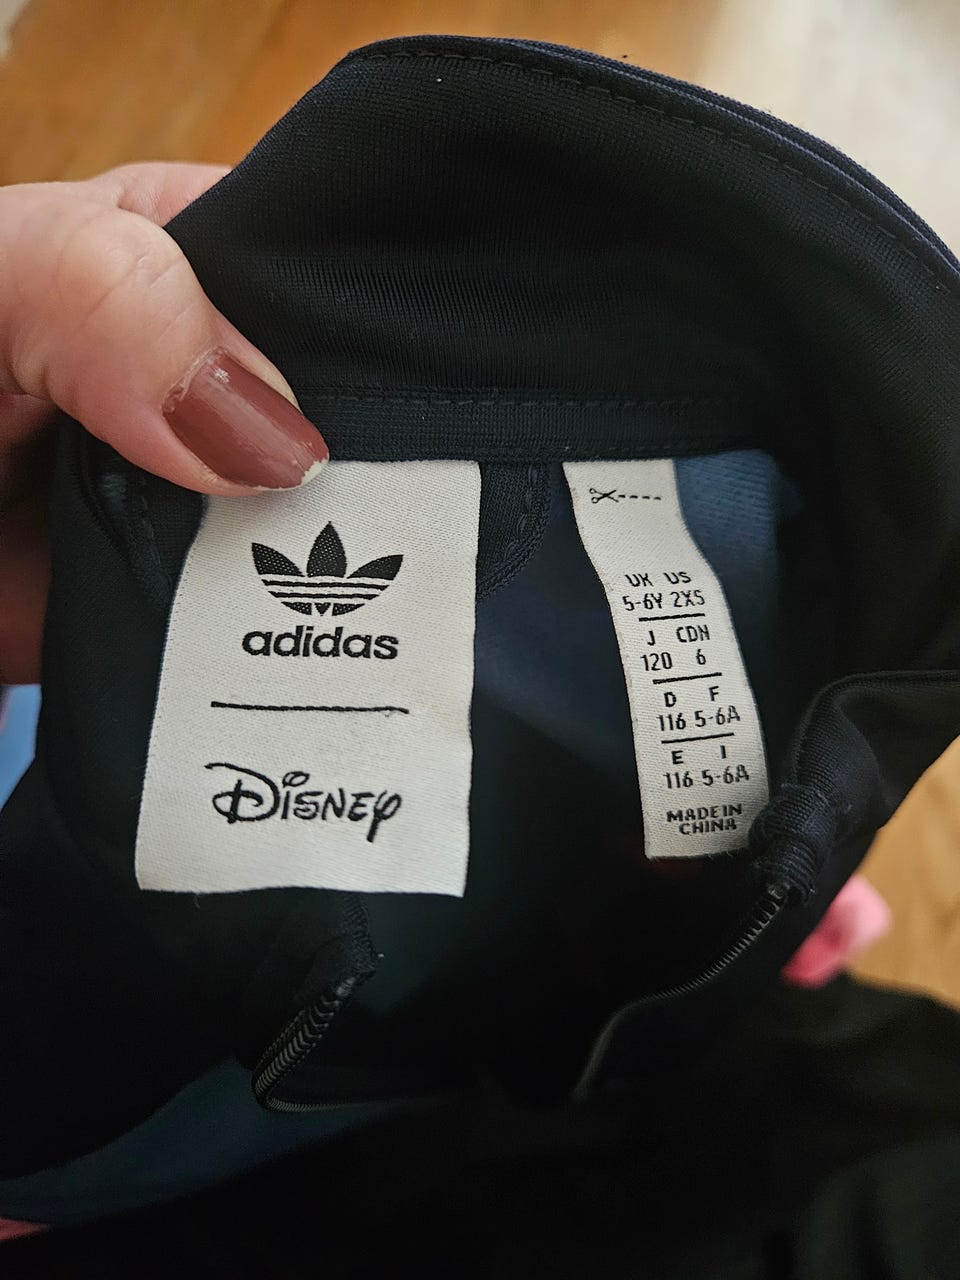 adidas
Disney
UK US
5-6Y 2XS
J CDN
120 6
D F
116 5-6A
E I
116 5-6A
MADE IN
CHINA